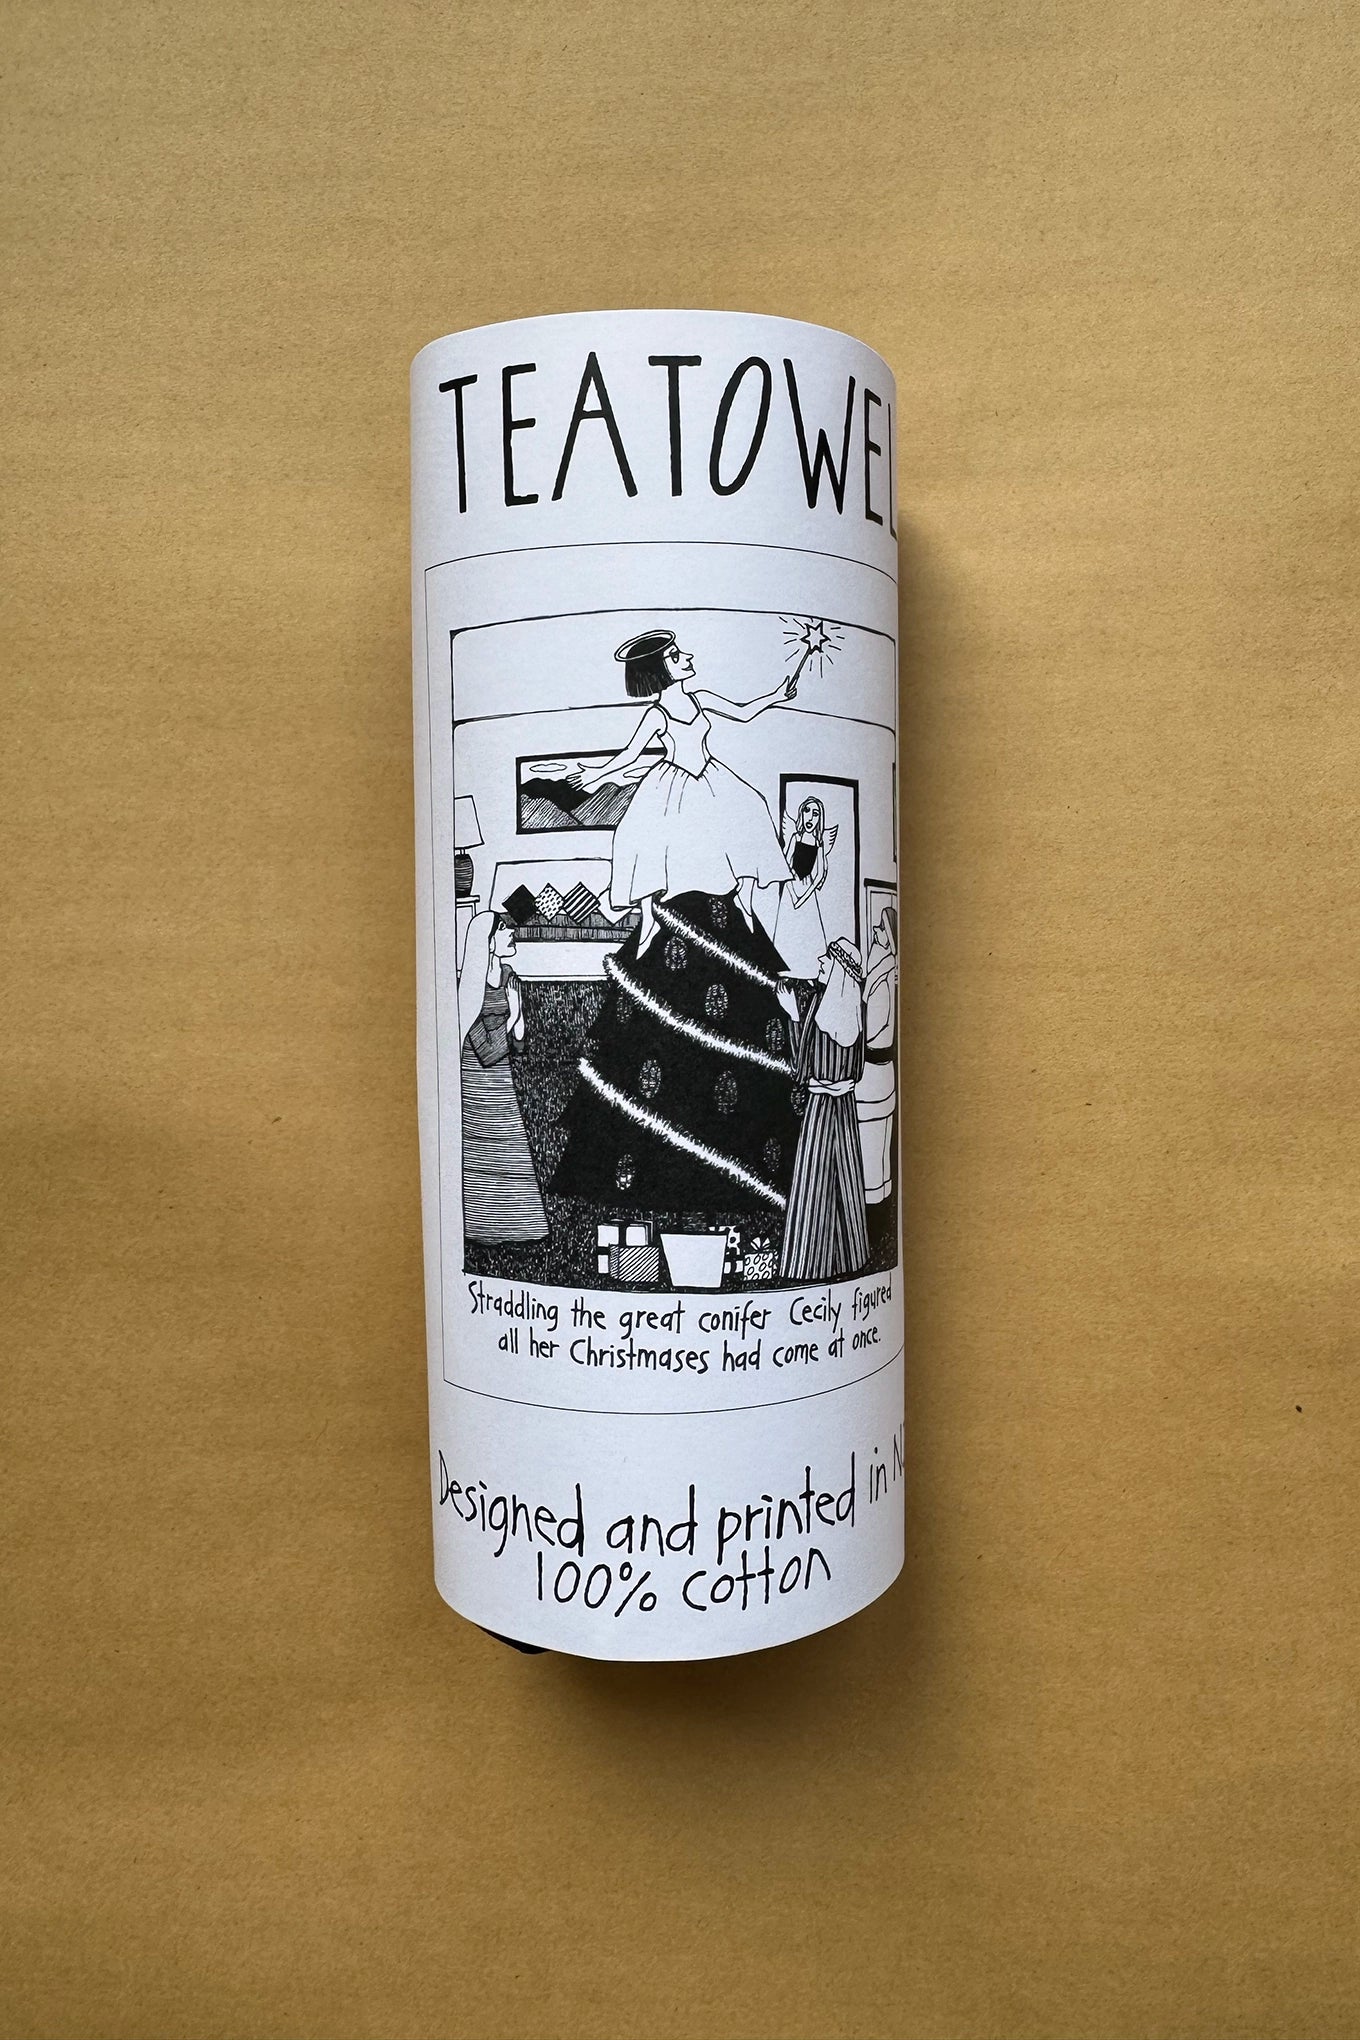 TEATOWEL
Straddling the great conifer Cecily figured
all her Christmases had come at once.
Designed and printed in NZ
100% cotton